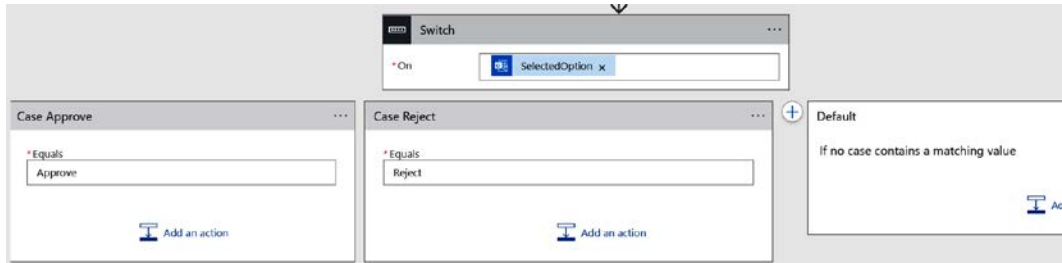 Switch
*On
SelectedOption x
Case Approve
*Equals
Approve
Add an action
Case Reject
*Equals
Reject
Add an action
Default
If no case contains a matching value